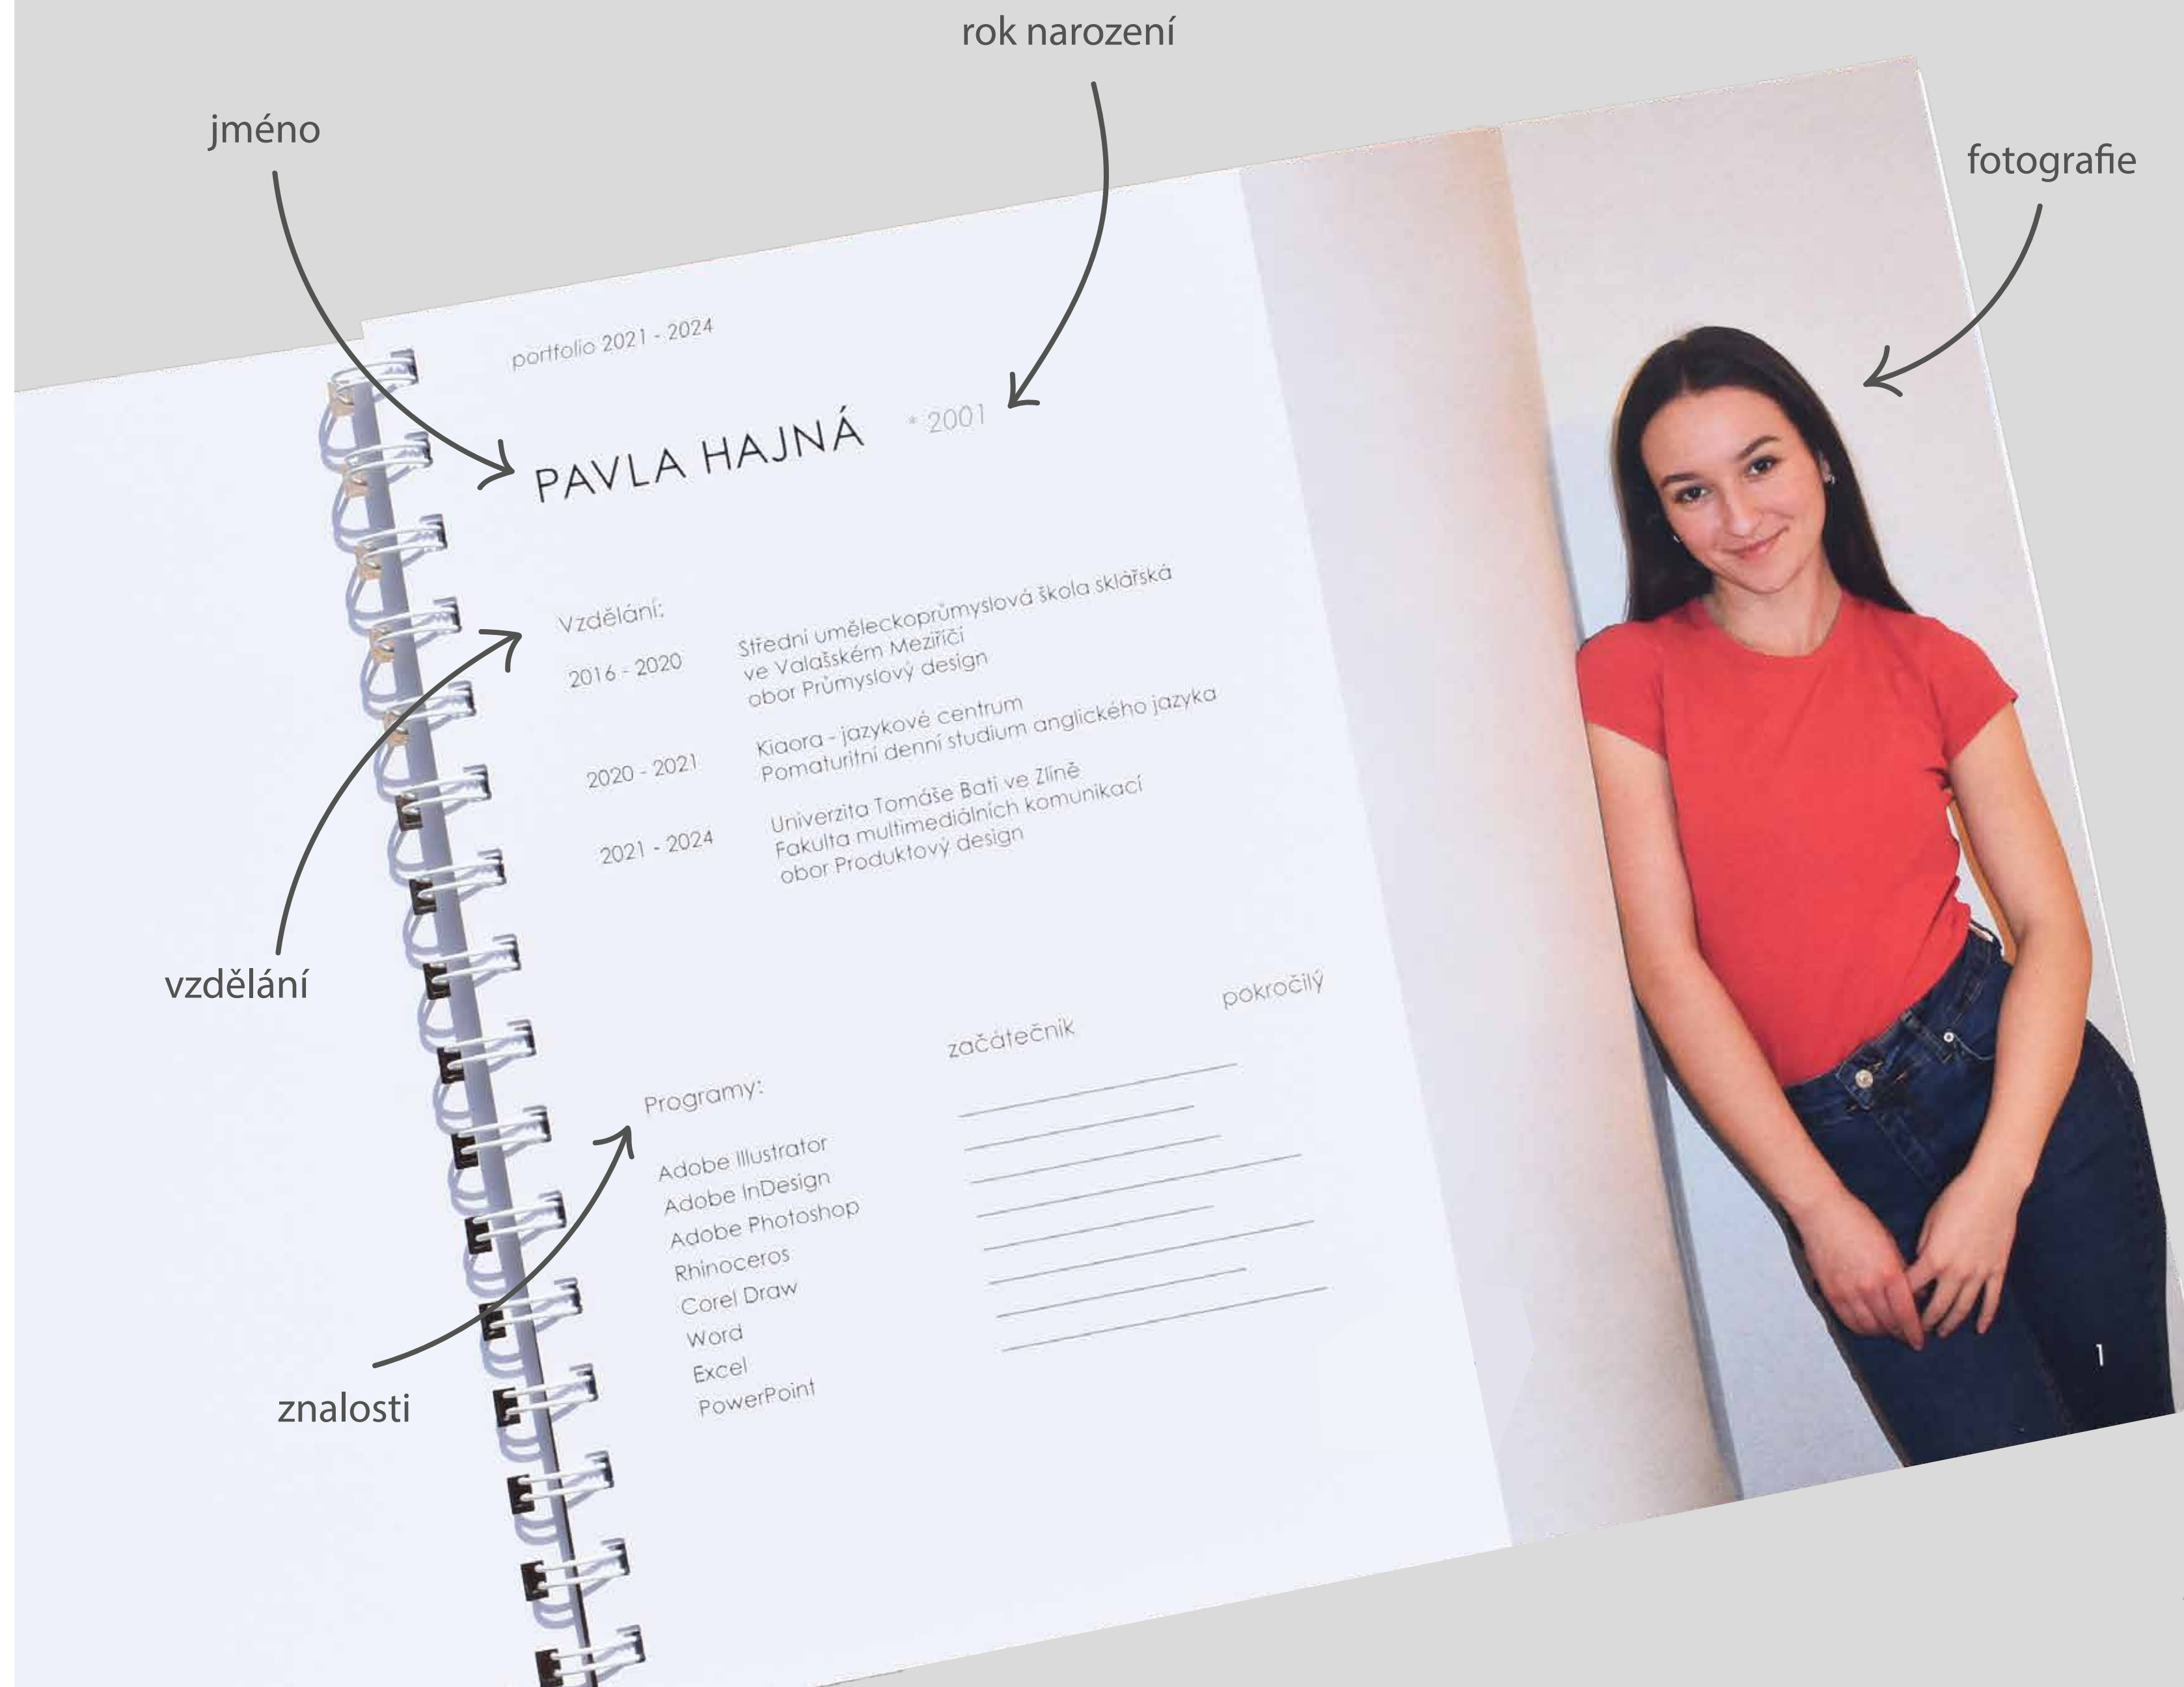 rok narození
jméno
fotografie
portfolio 2021 - 2024
PAVLA HAJNÁ * 2001
Vzdělání:
2016 - 2020 Střední uměleckoprůmyslová škola sklářská
ve Valašském Meziříčí
obor Průmyslový design
2020 - 2021 Kiaora - jazykové centrum
Pomaturitní denní studium anglického jazyka
2021 - 2024 Univerzita Tomáše Bati ve Zlíně
Fakulta multimediálních komunikací
obor Produktový design
vzdělání
začátečník pokročilý
Programy:
Adobe Illustrator
Adobe InDesign
Adobe Photoshop
Rhinoceros
Corel Draw
Word
Excel
PowerPoint
znalosti
1